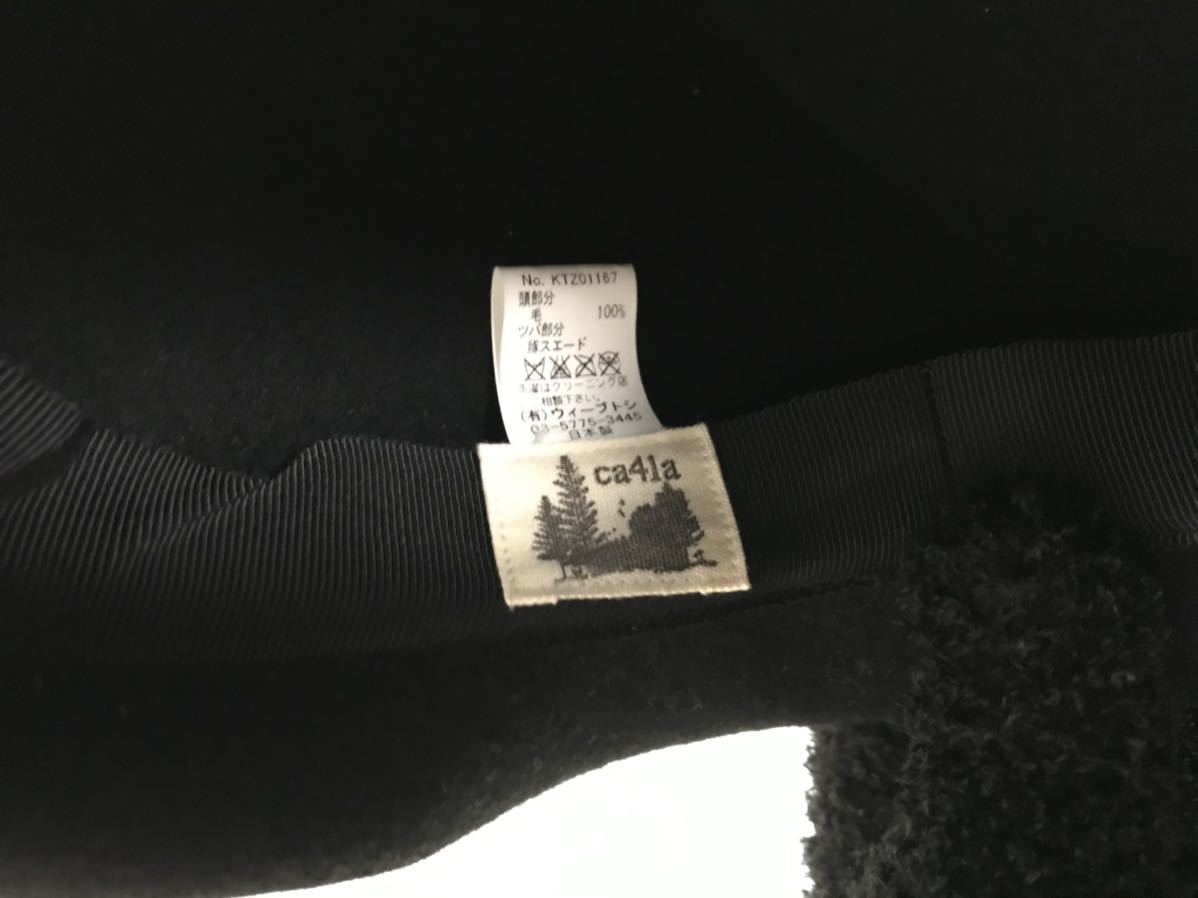 No. KTZ01167
頭部分
毛 100%
ツバ部分
豚スエード
洗濯はクリーニング店
相談下さい。
(有)ウィーブトシ
03-5775-3445
日本製
ca4la